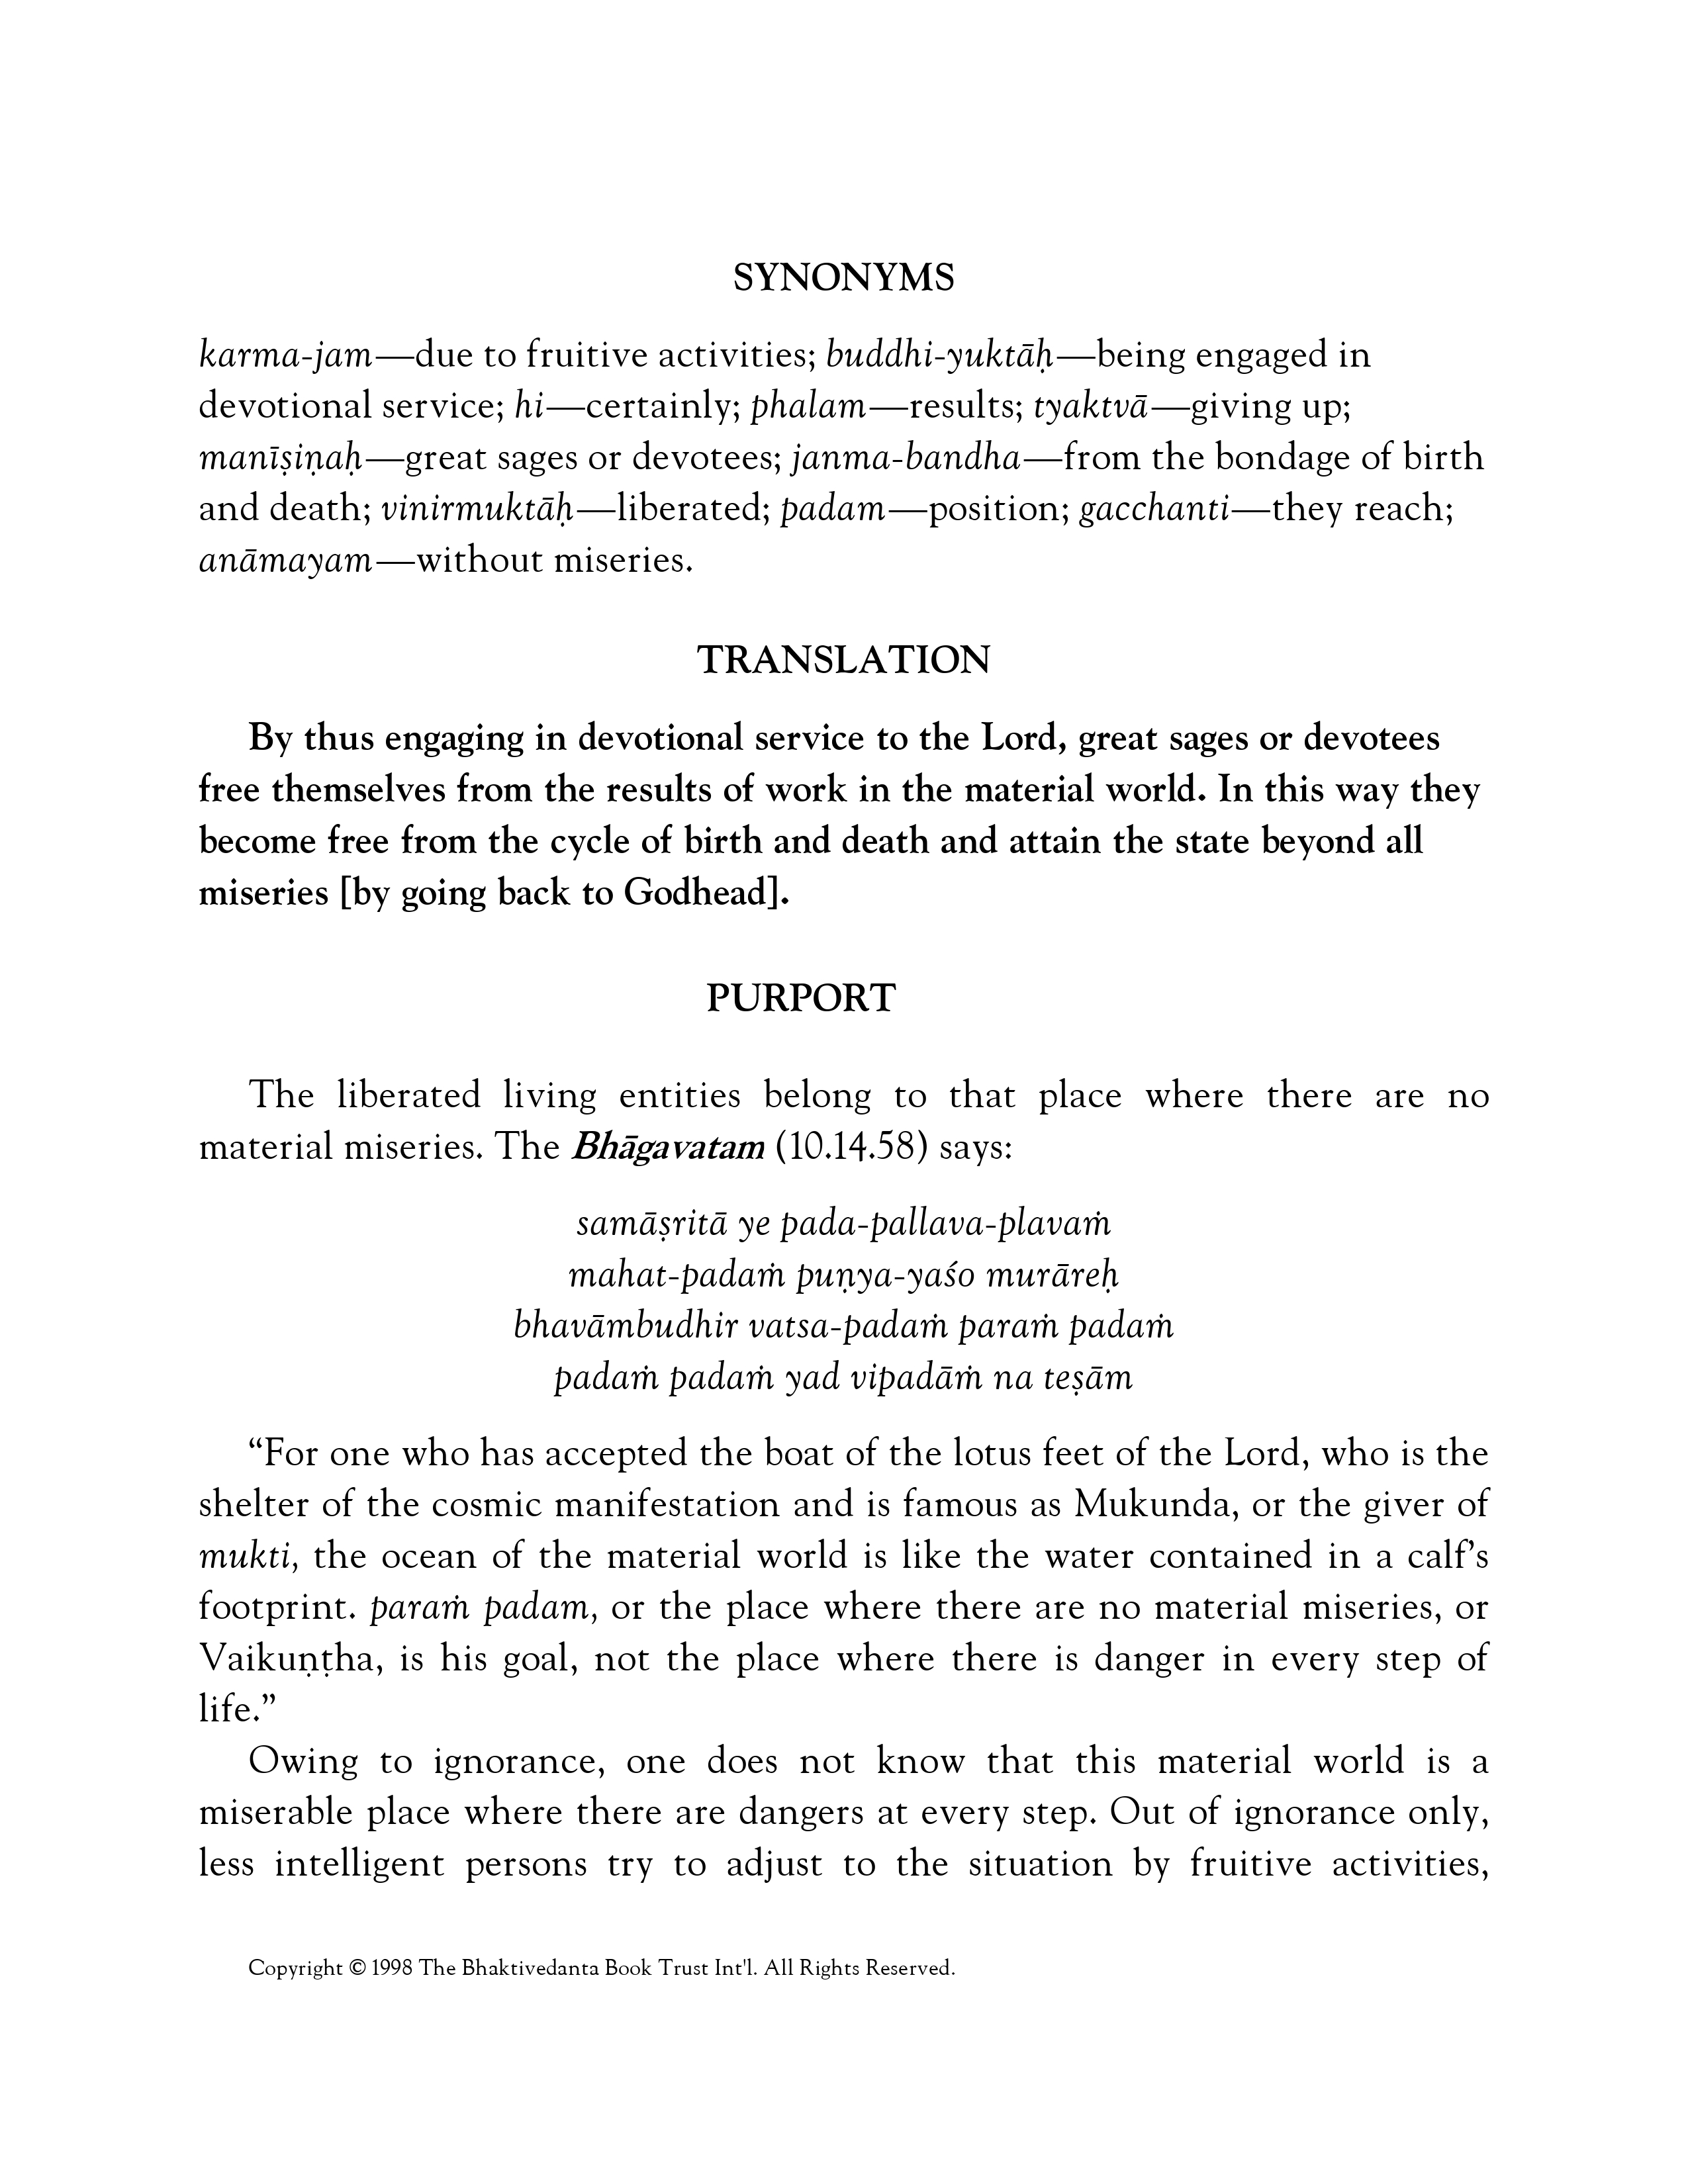 SYNONYMS
karma-jam—due to fruitive activities; buddhi-yuktāḥ—being engaged in
devotional service; hi—certainly; phalam—results; tyaktvā—giving up;
manīṣiṇaḥ—great sages or devotees; janma-bandha—from the bondage of birth
and death; vinirmuktāḥ—liberated; padam—position; gacchanti—they reach;
anāmayam—without miseries.
TRANSLATION
By thus engaging in devotional service to the Lord, great sages or devotees
free themselves from the results of work in the material world. In this way they
become free from the cycle of birth and death and attain the state beyond all
miseries [by going back to Godhead].
PURPORT
The liberated living entities belong to that place where there are no
material miseries. The Bhāgavatam (10.14.58) says:
samāṣritā ye pada-pallava-plavaṁ
mahat-padaṁ puṇya-yaśo murāreḥ
bhavāmbudhir vatsa-padaṁ paraṁ padaṁ
padaṁ padaṁ yad vipadāṁ na teṣām
“For one who has accepted the boat of the lotus feet of the Lord, who is the
shelter of the cosmic manifestation and is famous as Mukunda, or the giver of
mukti, the ocean of the material world is like the water contained in a calf’s
footprint. paraṁ padam, or the place where there are no material miseries, or
Vaikuṇṭha, is his goal, not the place where there is danger in every step of
life.”
Owing to ignorance, one does not know that this material world is a
miserable place where there are dangers at every step. Out of ignorance only,
less intelligent persons try to adjust to the situation by fruitive activities,
Copyright © 1998 The Bhaktivedanta Book Trust Int'l. All Rights Reserved.